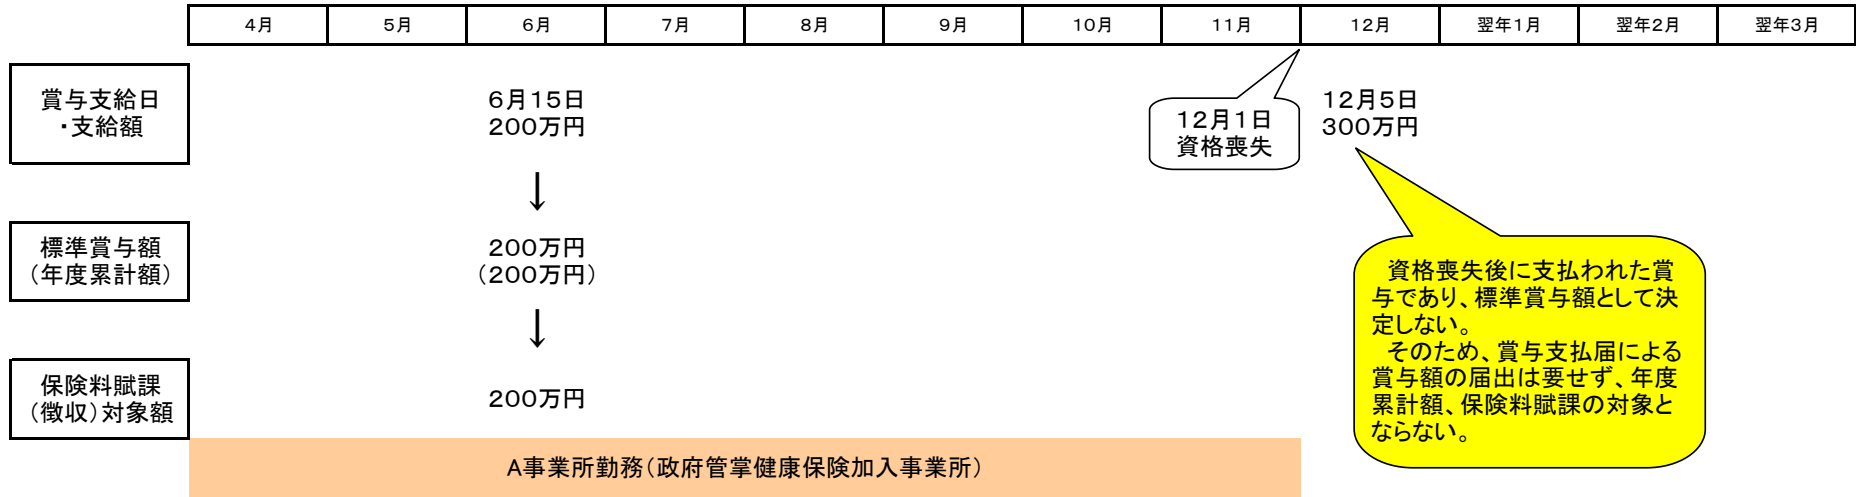 4月 5月 6月 7月 8月 9月 10月 11月 12月 翌年1月 翌年2月 翌年3月
賞与支給日
・支給額
6月15日
200万円
12月1日
資格喪失
12月5日
300万円
標準賞与額
（年度累計額）
200万円
（200万円）
資格喪失後に支払われた賞
与であり、標準賞与額として決
定しない。
そのため、賞与支払届による
賞与額の届出は要せず、年度
累計額、保険料賦課の対象と
ならない。
保険料賦課
（徴収）対象額
200万円
A事業所勤務（政府管掌健康保険加入事業所）